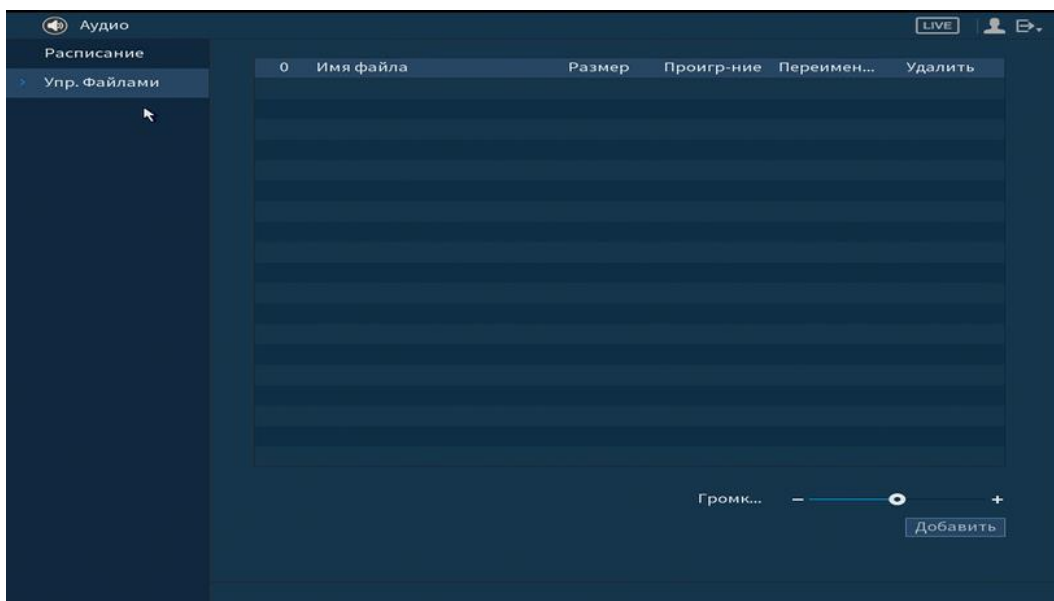 Аудио LIVE
Расписание
Упр. Файлами
0 Имя файла Размер Проигр-ние Переимен... Удалить
Громк...
Добавить